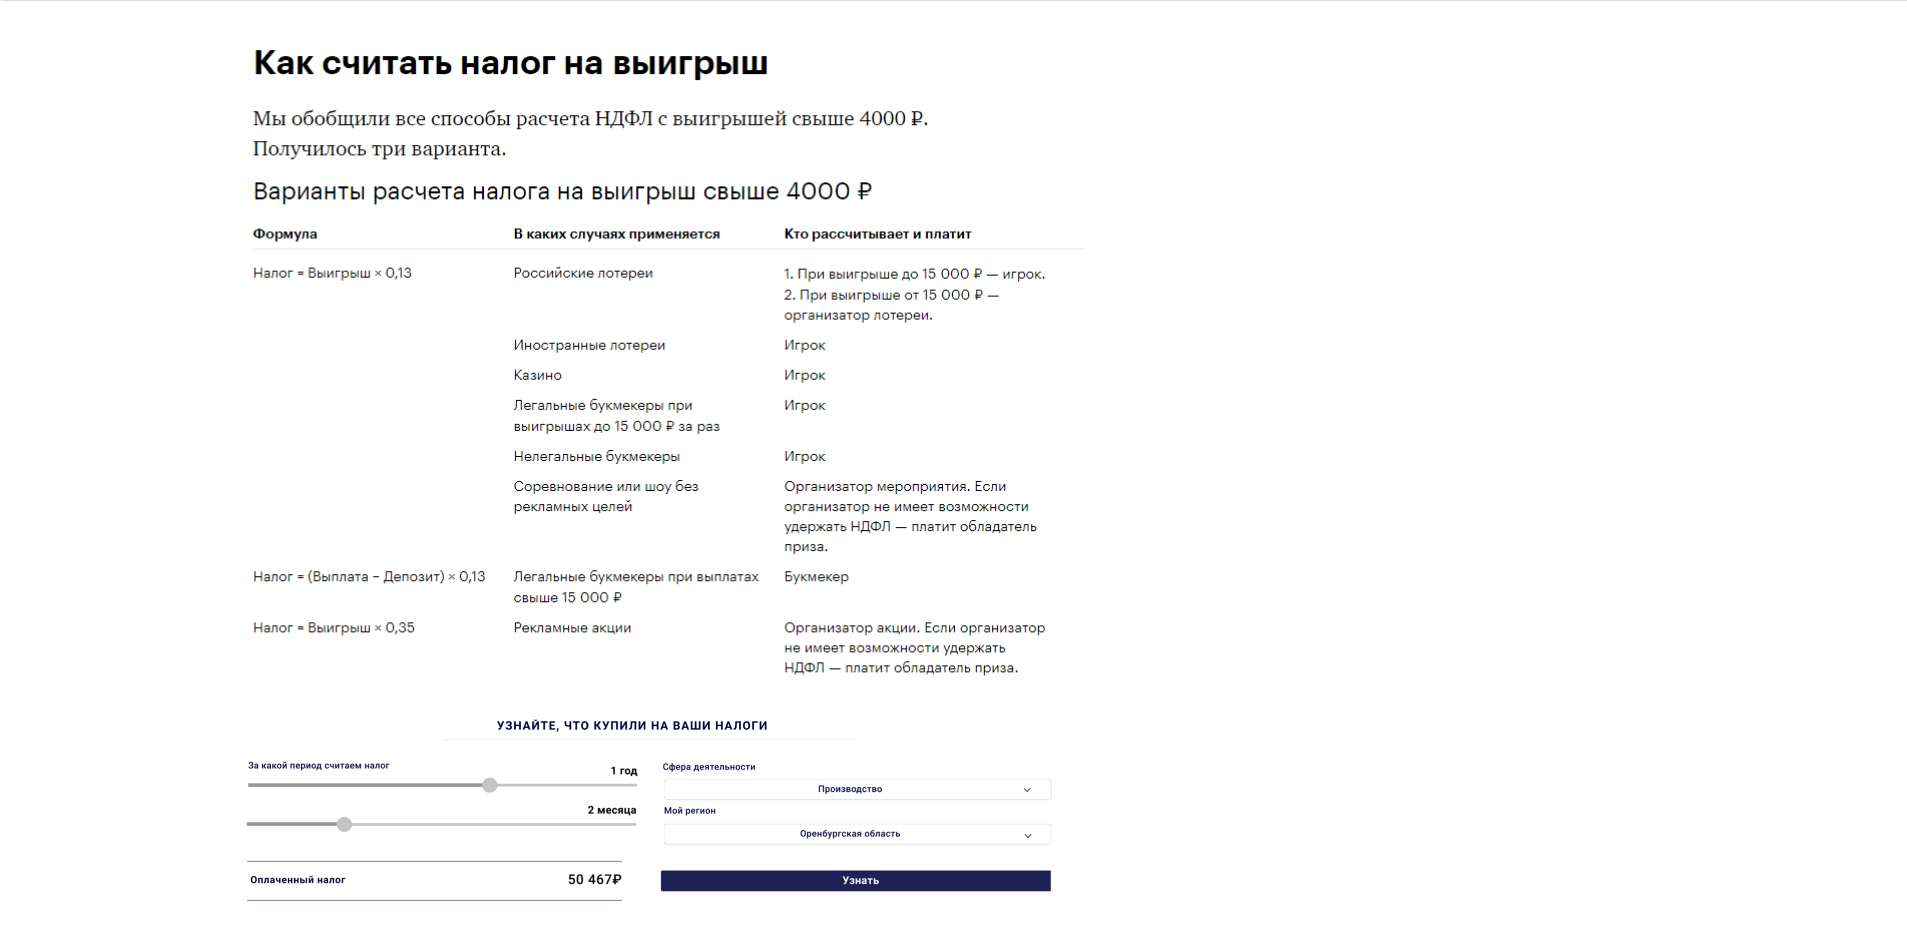 Как считать налог на выигрыш
Мы обобщили все способы расчета НДФЛ с выигрышей свыше 4000 ₽.
Получилось три варианта.
Варианты расчета налога на выигрыш свыше 4000 ₽
Формула В каких случаях применяется Кто рассчитывает и платит
Налог = Выигрыш × 0,13 Российские лотереи 1. При выигрыше до 15 000 ₽ — игрок.
2. При выигрыше от 15 000 ₽ —
организатор лотереи.
Иностранные лотереи Игрок
Казино Игрок
Легальные букмекеры при Игрок
выигрышах до 15 000 ₽ за раз
Нелегальные букмекеры Игрок
Соревнование или шоу без Организатор мероприятия. Если
рекламных целей организатор не имеет возможности
удержать НДФЛ — платит обладатель
приза.
Налог = (Выплата – Депозит) × 0,13 Легальные букмекеры при выплатах Букмекер
свыше 15 000 ₽
Налог = Выигрыш × 0,35 Рекламные акции Организатор акции. Если организатор
не имеет возможности удержать
НДФЛ — платит обладатель приза.
УЗНАЙТЕ, ЧТО КУПИЛИ НА ВАШИ НАЛОГИ
За какой период считаем налог
1 год
2 месяца
Оплаченный налог 50 467₽
Сфера деятельности
Производство
Мой регион
Оренбургская область
Узнать